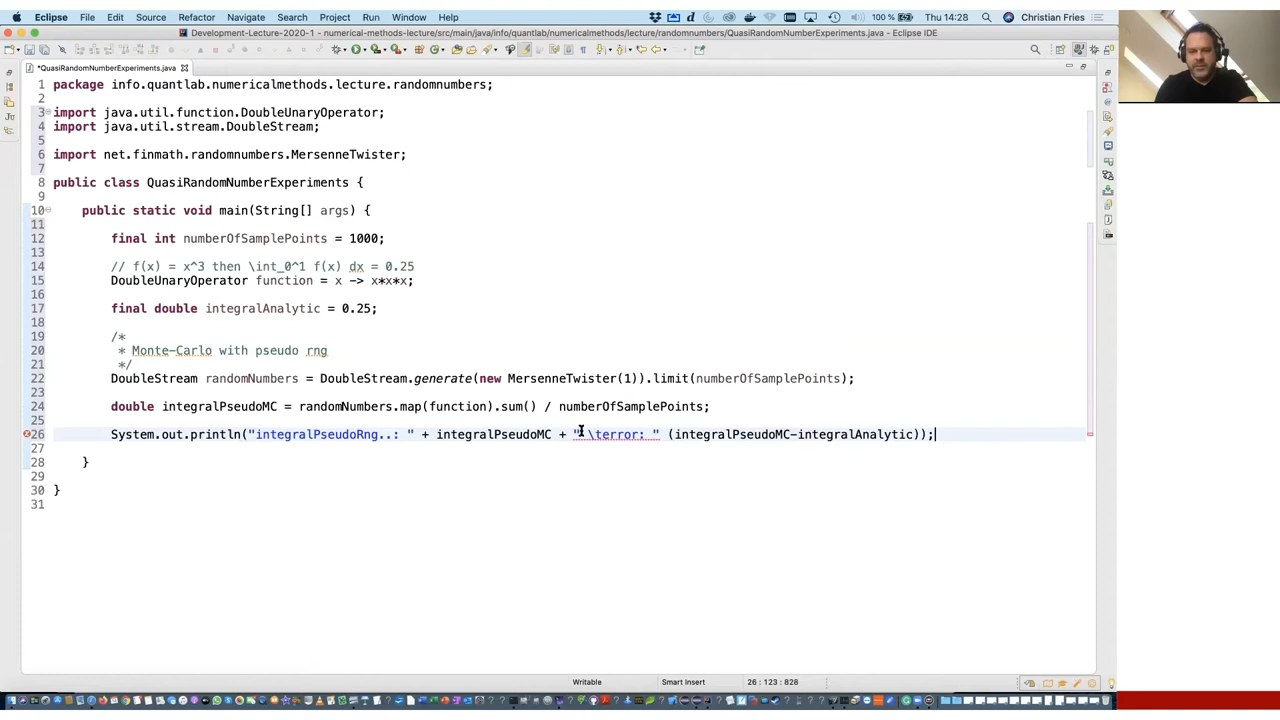 Eclipse File Edit Source Refactor Navigate Search Project Run Window Help 100 % Thu 14:28 Christian Fries
Development-Lecture-2020-1 - numerical-methods-lecture/src/main/java/info/quantlab/numericalmethods/lecture/randomnumbers/QuasiRandomNumberExperiments.java - Eclipse IDE
*QuasiRandomNumberExperiments.java
1 package info.quantlab.numericalmethods.lecture.randomnumbers;
2
3 import java.util.function.DoubleUnaryOperator;
4 import java.util.stream.DoubleStream;
5
6 import net.finmath.randomnumbers.MersenneTwister;
7
8 public class QuasiRandomNumberExperiments {
9
10 public static void main(String[] args) {
11
12 final int numberOfSamplePoints = 1000;
13
14 // f(x) = x^3 then \int_0^1 f(x) dx = 0.25
15 DoubleUnaryOperator function = x -> x*x*x;
16
17 final double integralAnalytic = 0.25;
18
19 /*
20 * Monte-Carlo with pseudo rng
21 */
22 DoubleStream randomNumbers = DoubleStream.generate(new MersenneTwister(1)).limit(numberOfSamplePoints);
23
24 double integralPseudoMC = randomNumbers.map(function).sum() / numberOfSamplePoints;
25
26 System.out.println("integralPseudoRng..: " + integralPseudoMC + " \terror: " (integralPseudoMC-integralAnalytic));
27
28 }
29
30 }
31
Writable Smart Insert 26 : 123 : 828